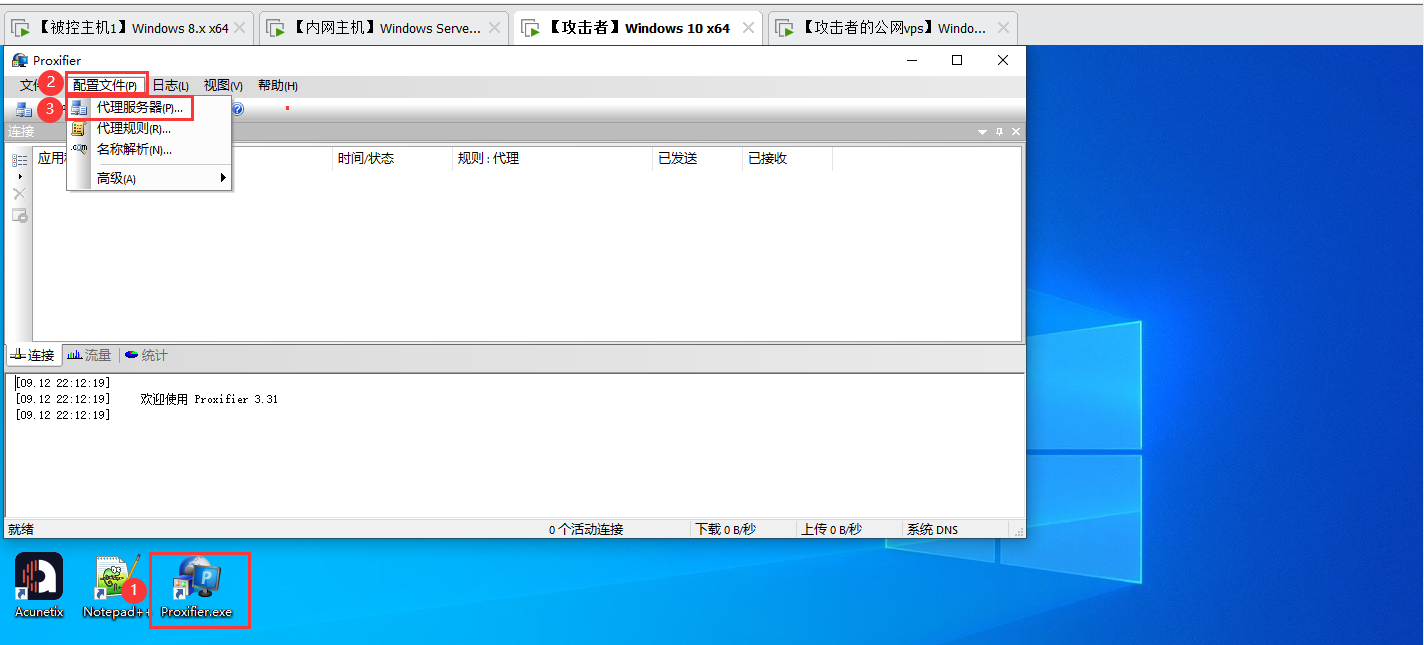 【被控主机1】Windows 8.x x64
【内网主机】Windows Serve...
【攻击者】Windows 10 x64
【攻击者的公网vps】Windo...
Proxifier
2
配置文件(P)
日志(L)
视图(V)
帮助(H)
3
代理服务器(P)...
代理规则(R)...
名称解析(N)...
高级(A)
连接
时间/状态
规则 : 代理
已发送
已接收
连接
流量
统计
[09.12 22:12:19]
[09.12 22:12:19] 欢迎使用 Proxifier 3.31
[09.12 22:12:19]
就绪
0 个活动连接
下载 0 B/秒
上传 0 B/秒
系统 DNS
Acunetix
Notepad++
1
Proxifier.exe